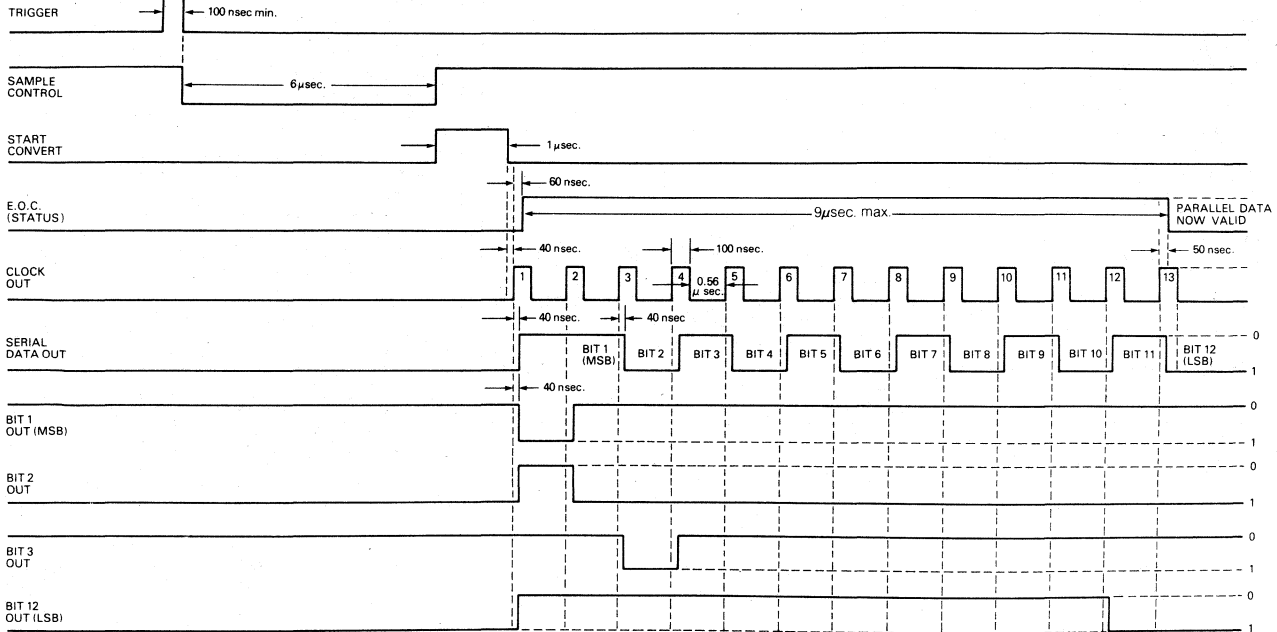 TRIGGER
100 nsec min.
SAMPLE
CONTROL
6 µsec.
START
CONVERT
1 µsec.
60 nsec.
E.O.C.
(STATUS)
9µsec. max.
PARALLEL DATA
NOW VALID
40 nsec.
100 nsec.
50 nsec.
CLOCK
OUT
1 2 3 4 5 6 7 8 9 10 11 12 13
0.56
µ sec.
40 nsec.
40 nsec
SERIAL
DATA OUT
BIT 1
(MSB)
BIT 2
BIT 3
BIT 4
BIT 5
BIT 6
BIT 7
BIT 8
BIT 9
BIT 10
BIT 11
BIT 12
(LSB)
0
1
40 nsec.
BIT 1
OUT (MSB)
0
1
BIT 2
OUT
0
1
BIT 3
OUT
0
1
BIT 12
OUT (LSB)
0
1